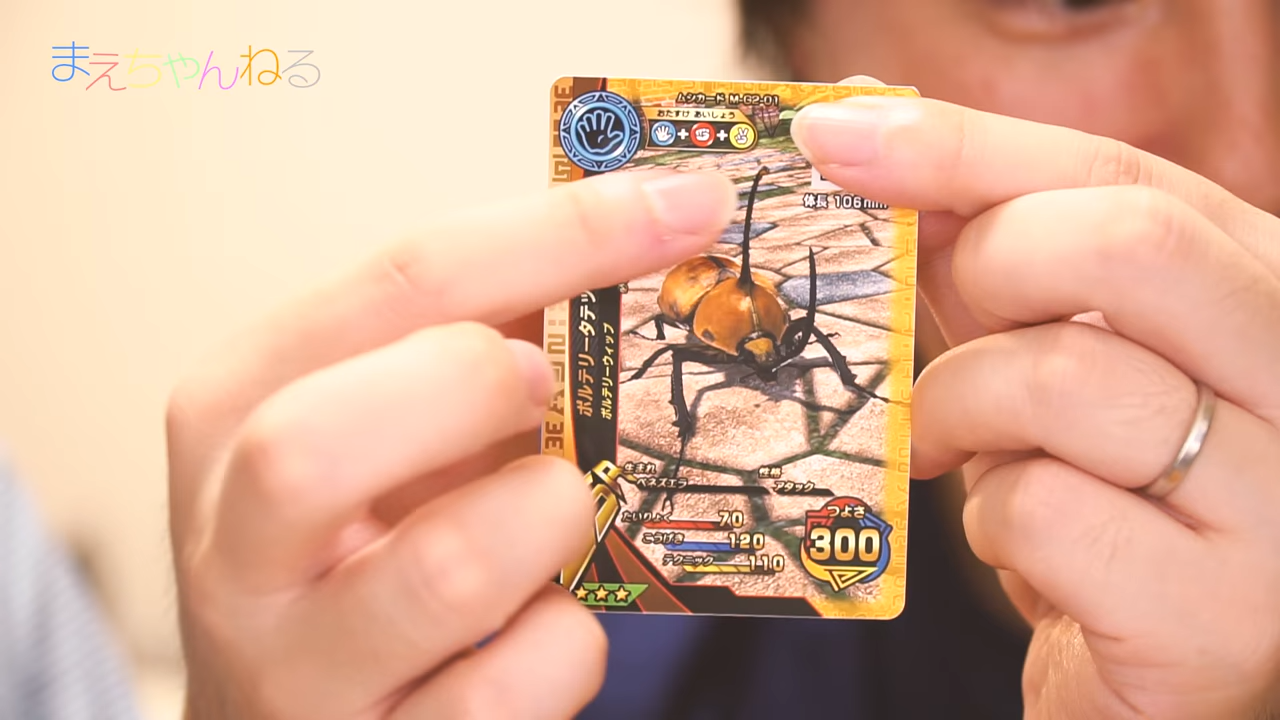 まえちゃんねる
ムシカード M-G2-01
おたすけ あいしょう
体長 106mm
ボルテリータテヅ
ボルテリーウィップ
生まれ
ベネズエラ
性格
アタック
たいりょく 70
こうげき 120
テクニック 110
つよさ
300